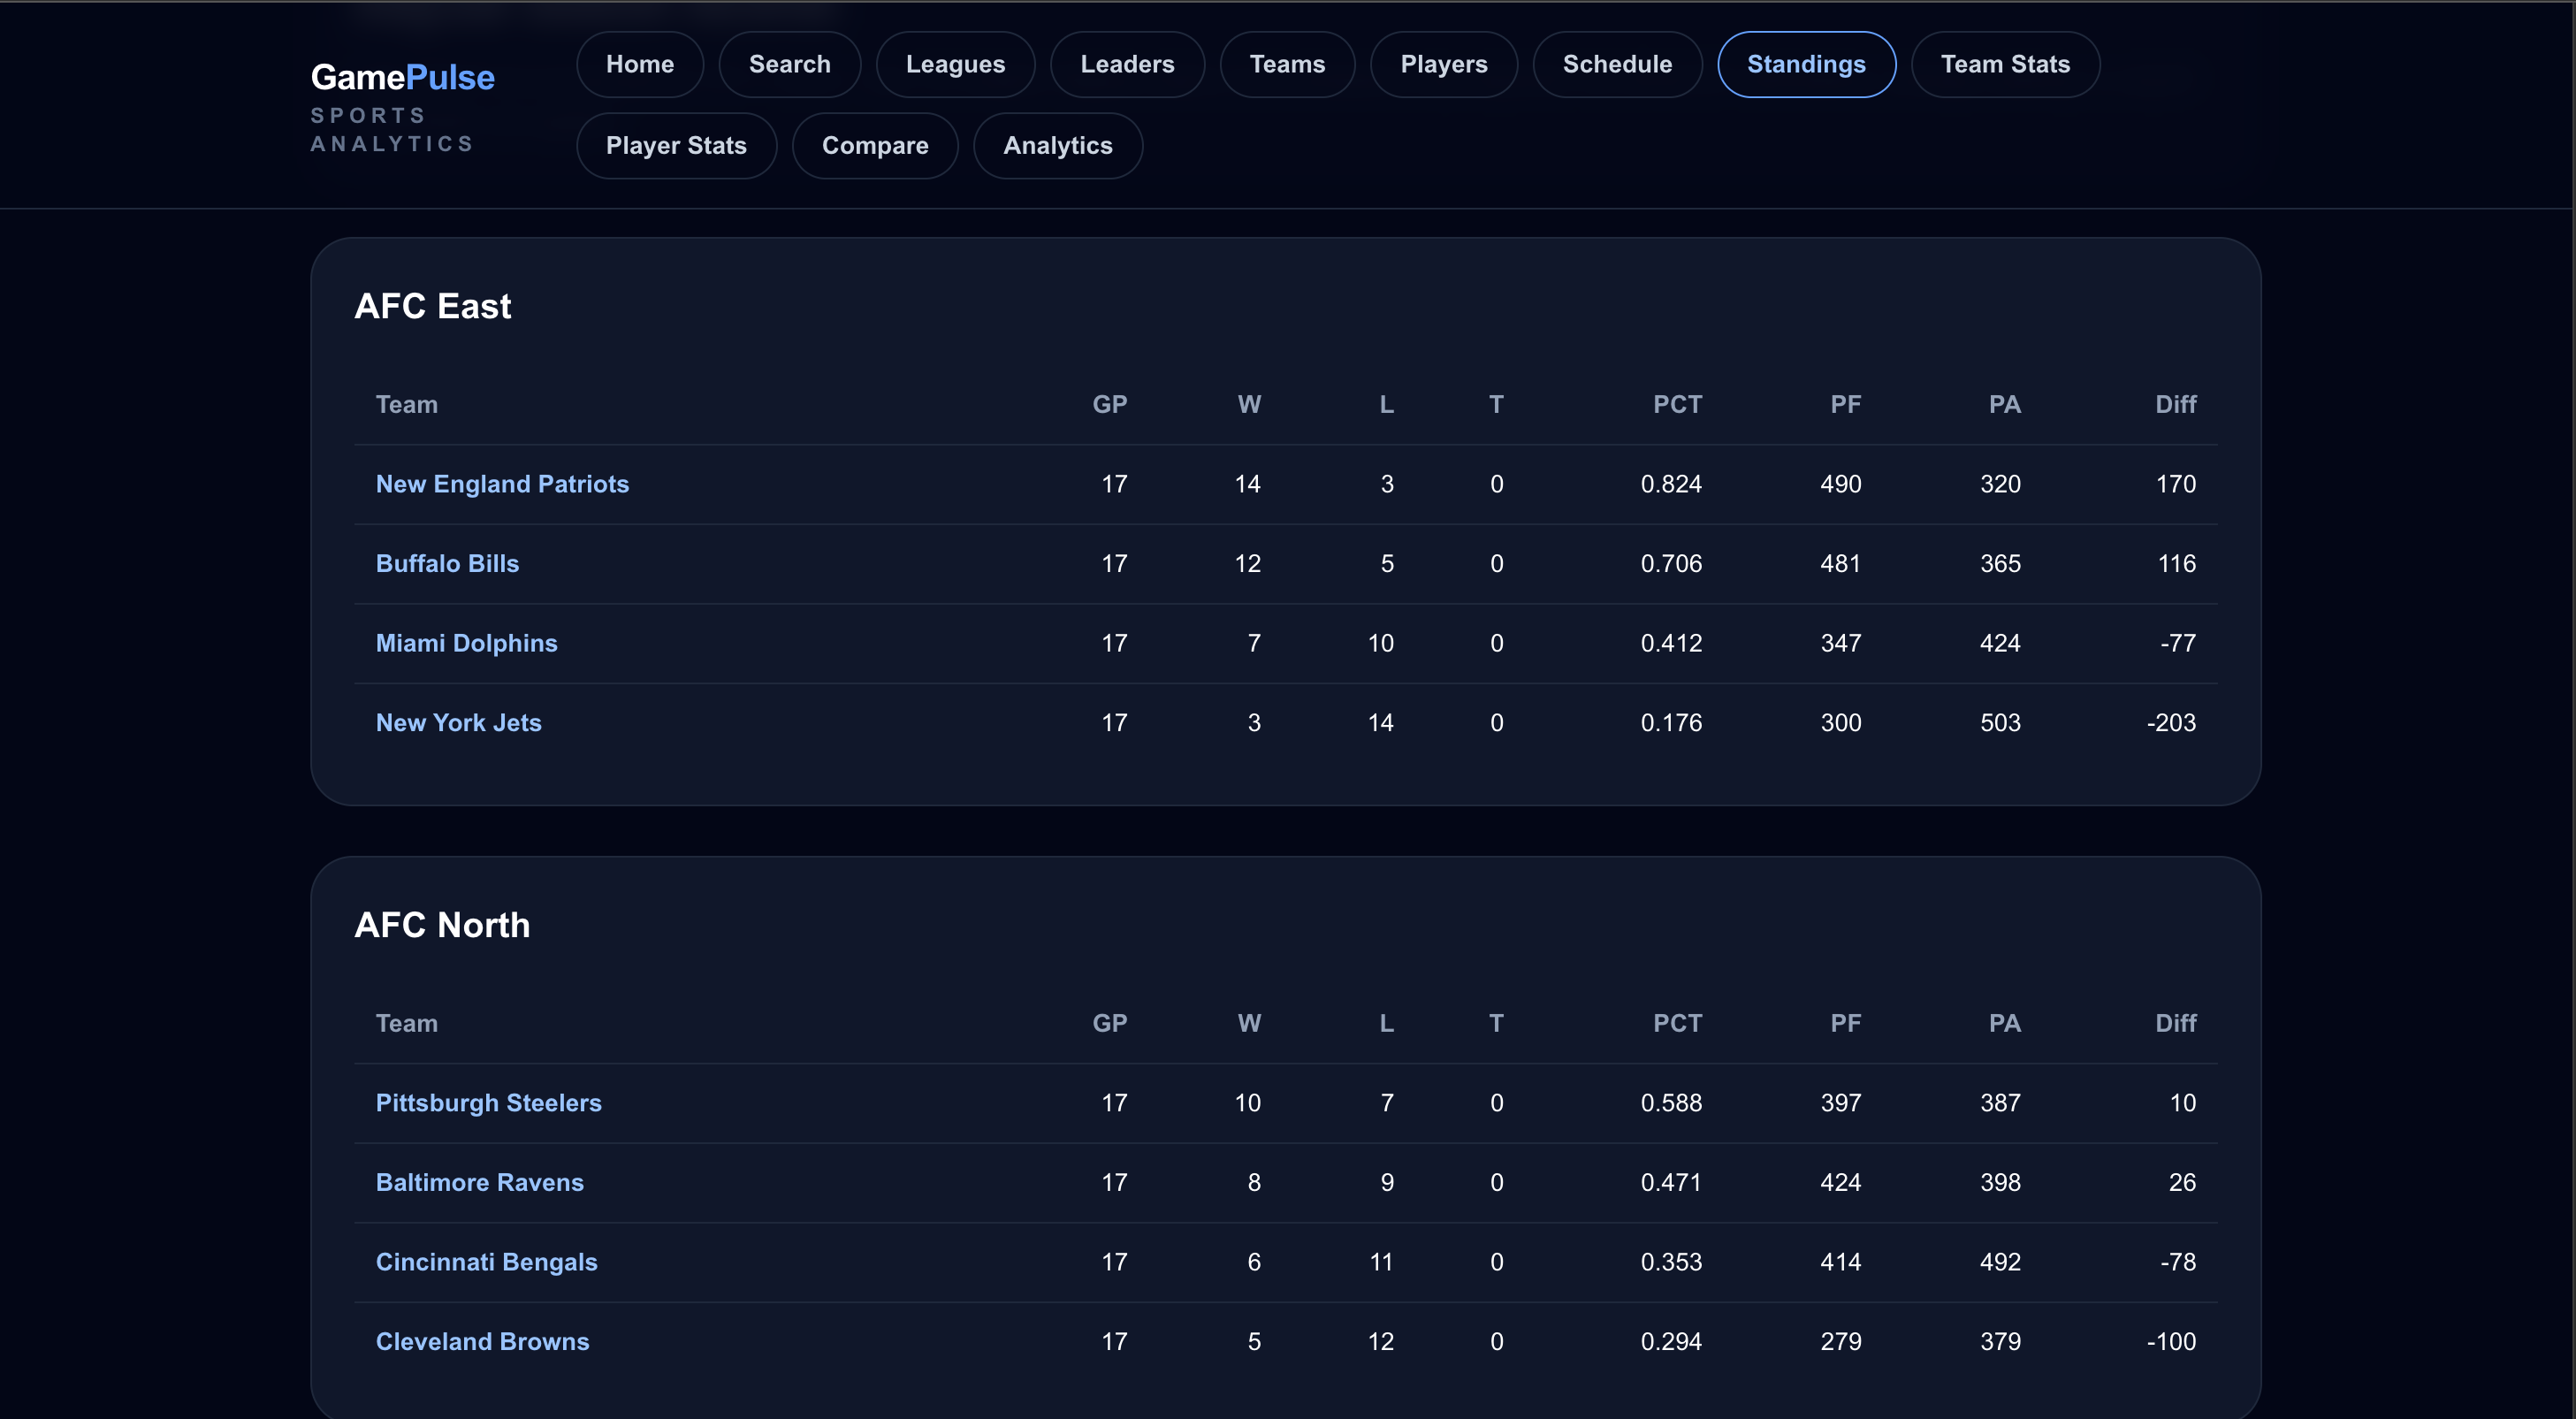 GamePulse
SPORTS
ANALYTICS
Home Search Leagues Leaders Teams Players Schedule Standings Team Stats
Player Stats Compare Analytics
AFC East
Team GP W L T PCT PF PA Diff
New England Patriots 17 14 3 0 0.824 490 320 170
Buffalo Bills 17 12 5 0 0.706 481 365 116
Miami Dolphins 17 7 10 0 0.412 347 424 -77
New York Jets 17 3 14 0 0.176 300 503 -203
AFC North
Team GP W L T PCT PF PA Diff
Pittsburgh Steelers 17 10 7 0 0.588 397 387 10
Baltimore Ravens 17 8 9 0 0.471 424 398 26
Cincinnati Bengals 17 6 11 0 0.353 414 492 -78
Cleveland Browns 17 5 12 0 0.294 279 379 -100